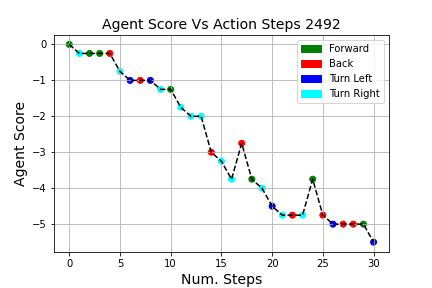 Agent Score Vs Action Steps 2492
0
−1
−2
−3
−4
−5
Agent Score
Forward
Back
Turn Left
Turn Right
0 5 10 15 20 25 30
Num. Steps